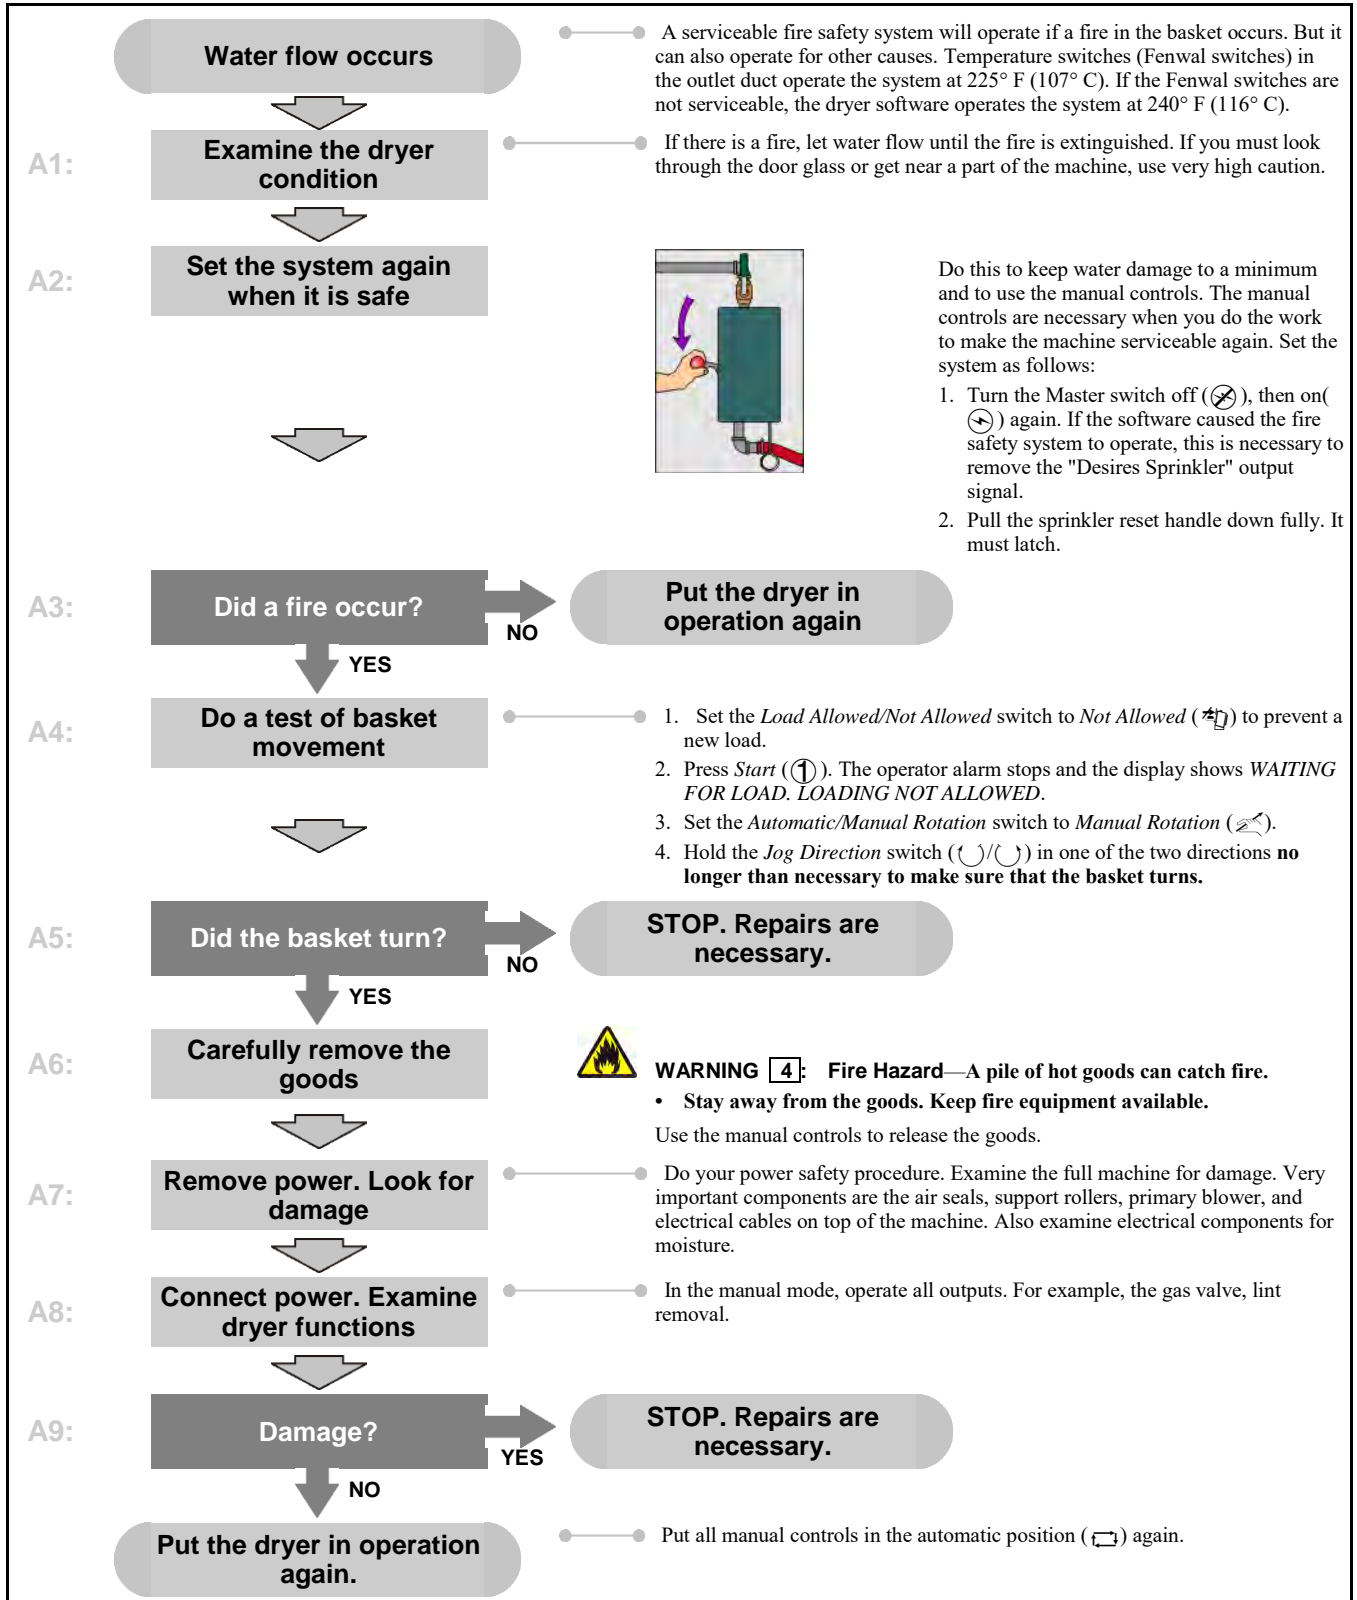 Water flow occurs
A serviceable fire safety system will operate if a fire in the basket occurs. But it
can also operate for other causes. Temperature switches (Fenwal switches) in
the outlet duct operate the system at 225° F (107° C). If the Fenwal switches are
not serviceable, the dryer software operates the system at 240° F (116° C).
A1:
Examine the dryer
condition
If there is a fire, let water flow until the fire is extinguished. If you must look
through the door glass or get near a part of the machine, use very high caution.
A2:
Set the system again
when it is safe
Do this to keep water damage to a minimum
and to use the manual controls. The manual
controls are necessary when you do the work
to make the machine serviceable again. Set the
system as follows:
1. Turn the Master switch off ( ), then on(
) again. If the software caused the fire
safety system to operate, this is necessary to
remove the "Desires Sprinkler" output
signal.
2. Pull the sprinkler reset handle down fully. It
must latch.
A3:
Did a fire occur?
NO
Put the dryer in
operation again
YES
A4:
Do a test of basket
movement
1. Set the Load Allowed/Not Allowed switch to Not Allowed ( ) to prevent a
new load.
2. Press Start (1). The operator alarm stops and the display shows WAITING
FOR LOAD. LOADING NOT ALLOWED.
3. Set the Automatic/Manual Rotation switch to Manual Rotation ( ).
4. Hold the Jog Direction switch ( / ) in one of the two directions no
longer than necessary to make sure that the basket turns.
A5:
Did the basket turn?
NO
STOP. Repairs are
necessary.
YES
A6:
Carefully remove the
goods
WARNING 4: Fire Hazard—A pile of hot goods can catch fire.
• Stay away from the goods. Keep fire equipment available.
Use the manual controls to release the goods.
A7:
Remove power. Look for
damage
Do your power safety procedure. Examine the full machine for damage. Very
important components are the air seals, support rollers, primary blower, and
electrical cables on top of the machine. Also examine electrical components for
moisture.
A8:
Connect power. Examine
dryer functions
In the manual mode, operate all outputs. For example, the gas valve, lint
removal.
A9:
Damage?
YES
STOP. Repairs are
necessary.
NO
Put the dryer in operation
again.
Put all manual controls in the automatic position ( ) again.